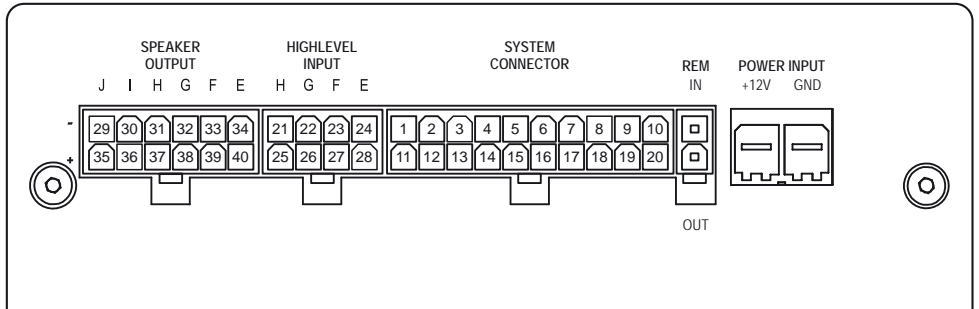 SPEAKER
OUTPUT
HIGHLEVEL
INPUT
SYSTEM
CONNECTOR
REM
IN
POWER INPUT
+12V GND
J I H G F E
H G F E
- 29 30 31 32 33 34
21 22 23 24
1 2 3 4 5 6 7 8 9 10
+ 35 36 37 38 39 40
25 26 27 28
11 12 13 14 15 16 17 18 19 20
OUT